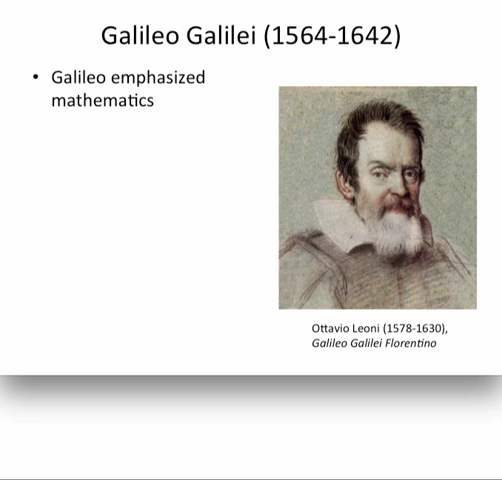 Galileo Galilei (1564-1642)
• Galileo emphasized
mathematics
Ottavio Leoni (1578-1630),
Galileo Galilei Florentino